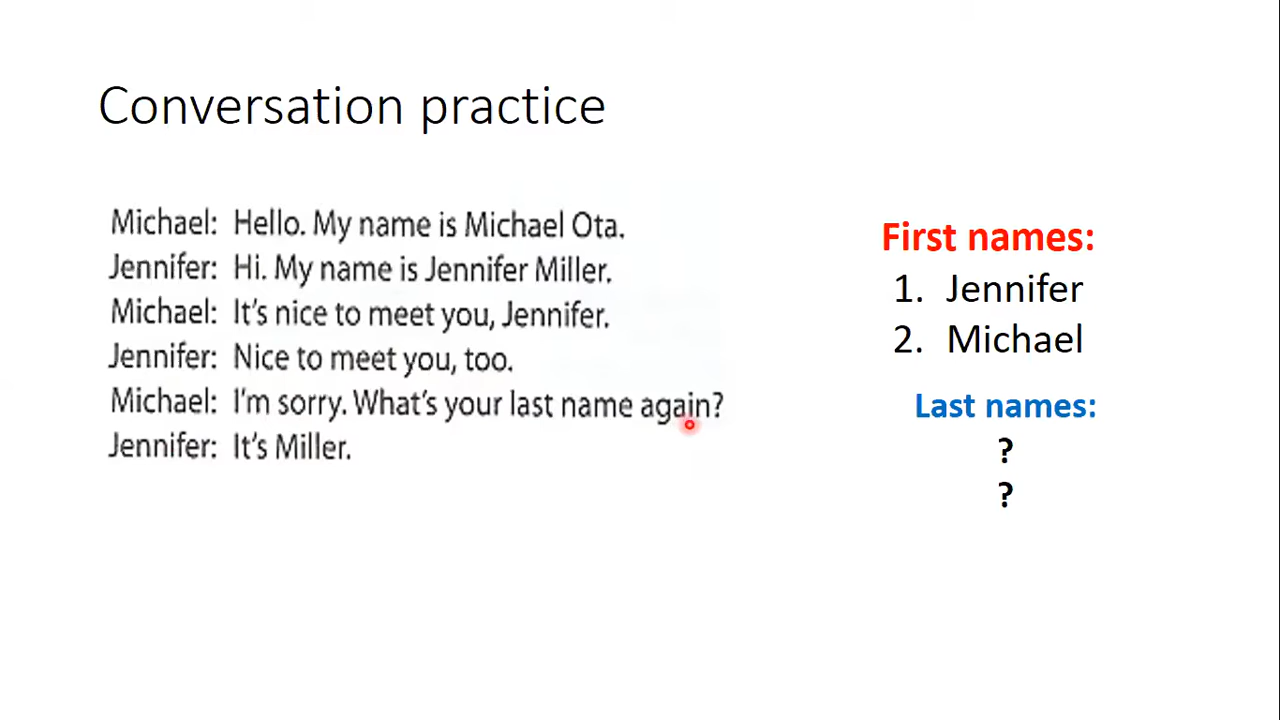 Conversation practice
Michael: Hello. My name is Michael Ota.
Jennifer: Hi. My name is Jennifer Miller.
Michael: It's nice to meet you, Jennifer.
Jennifer: Nice to meet you, too.
Michael: I'm sorry. What's your last name again?
Jennifer: It's Miller.
First names:
1. Jennifer
2. Michael
Last names:
?
?